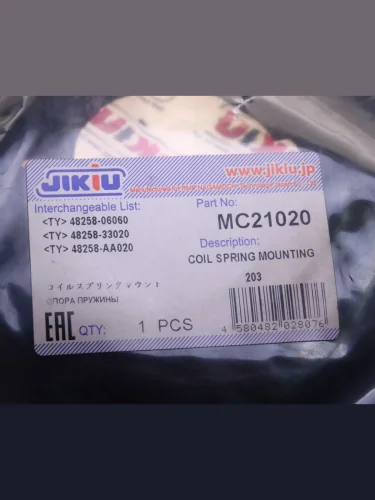 JIKIU
www.jikiu.jp
Interchangeable List:
<TY> 48258-06060
<TY> 48258-33020
<TY> 48258-AA020
Part No:
MC21020
Description:
COIL SPRING MOUNTING
203
コイルスプリングマウント
ОПОРА ПРУЖИНЫ
EAC
QTY: 1 PCS
4 580482 028076